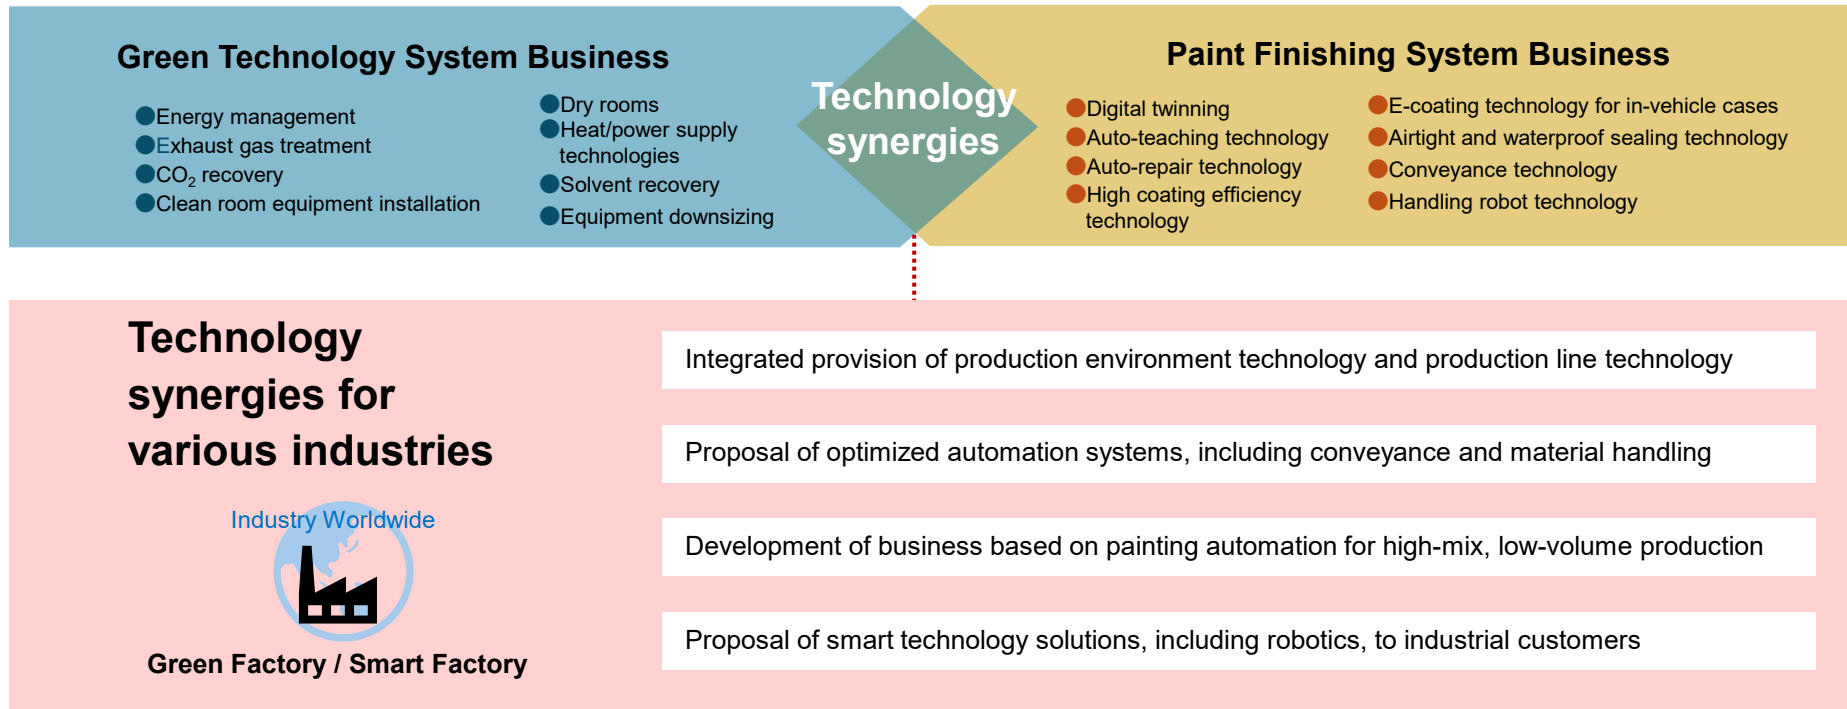 Green Technology System Business
●Energy management
●Exhaust gas treatment
●CO₂ recovery
●Clean room equipment installation
●Dry rooms
●Heat/power supply
technologies
●Solvent recovery
●Equipment downsizing
Technology
synergies
Paint Finishing System Business
●Digital twinning
●Auto-teaching technology
●Auto-repair technology
●High coating efficiency
technology
●E-coating technology for in-vehicle cases
●Airtight and waterproof sealing technology
●Conveyance technology
●Handling robot technology
Technology
synergies for
various industries
Industry Worldwide
Green Factory / Smart Factory
Integrated provision of production environment technology and production line technology
Proposal of optimized automation systems, including conveyance and material handling
Development of business based on painting automation for high-mix, low-volume production
Proposal of smart technology solutions, including robotics, to industrial customers